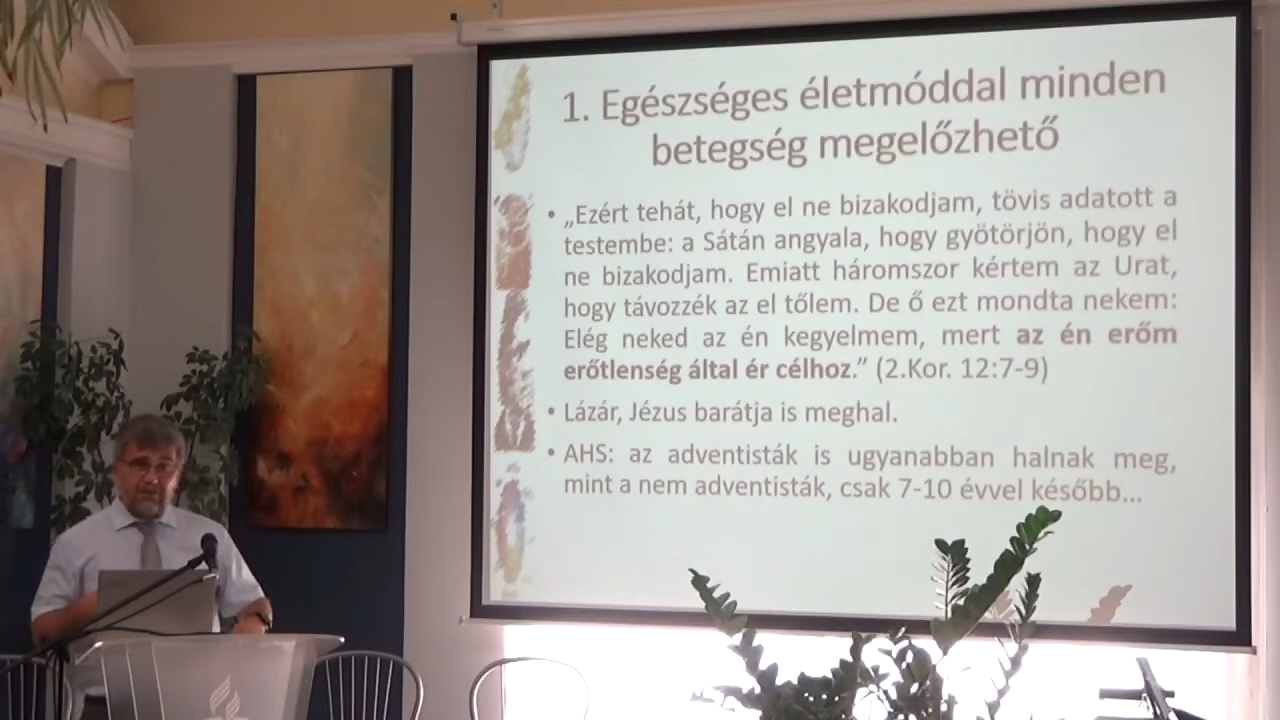 1. Egészséges életmóddal minden
betegség megelőzhető
• „Ezért tehát, hogy el ne bizakodjam, tövis adatott a
testembe: a Sátán angyala, hogy gyötörjön, hogy el
ne bizakodjam. Emiatt háromszor kértem az Urat,
hogy távozzék az el tőlem. De ő ezt mondta nekem:
Elég neked az én kegyelmem, mert az én erőm
erőtlenség által ér célhoz.” (2.Kor. 12:7-9)
• Lázár, Jézus barátja is meghal.
• AHS: az adventisták is ugyanabban halnak meg,
mint a nem adventisták, csak 7-10 évvel később...